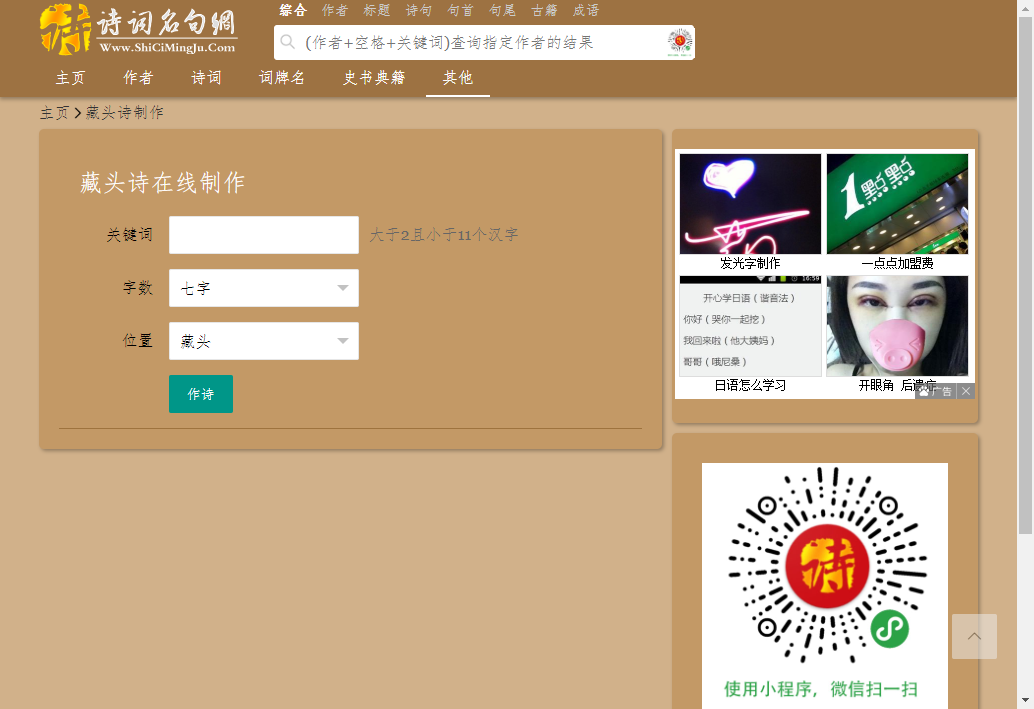 诗词名句網
Www.ShiCiMingJu.Com
综合 作者 标题 诗句 句首 句尾 古籍 成语
(作者+空格+关键词)查询指定作者的结果
主页 作者 诗词 词牌名 史书典籍 其他
主页 藏头诗制作
藏头诗在线制作
关键词 大于2且小于11个汉字
字数 七字
位置 藏头
作诗
1點點
发光字制作 一点点加盟费
16:59
开心学日语（谐音法）
你好（哭你一起挖）
我回来啦（他大姨妈）
哥哥（哦尼桑）
日语怎么学习 开眼角 后遗症
广告
诗
使用小程序，微信扫一扫